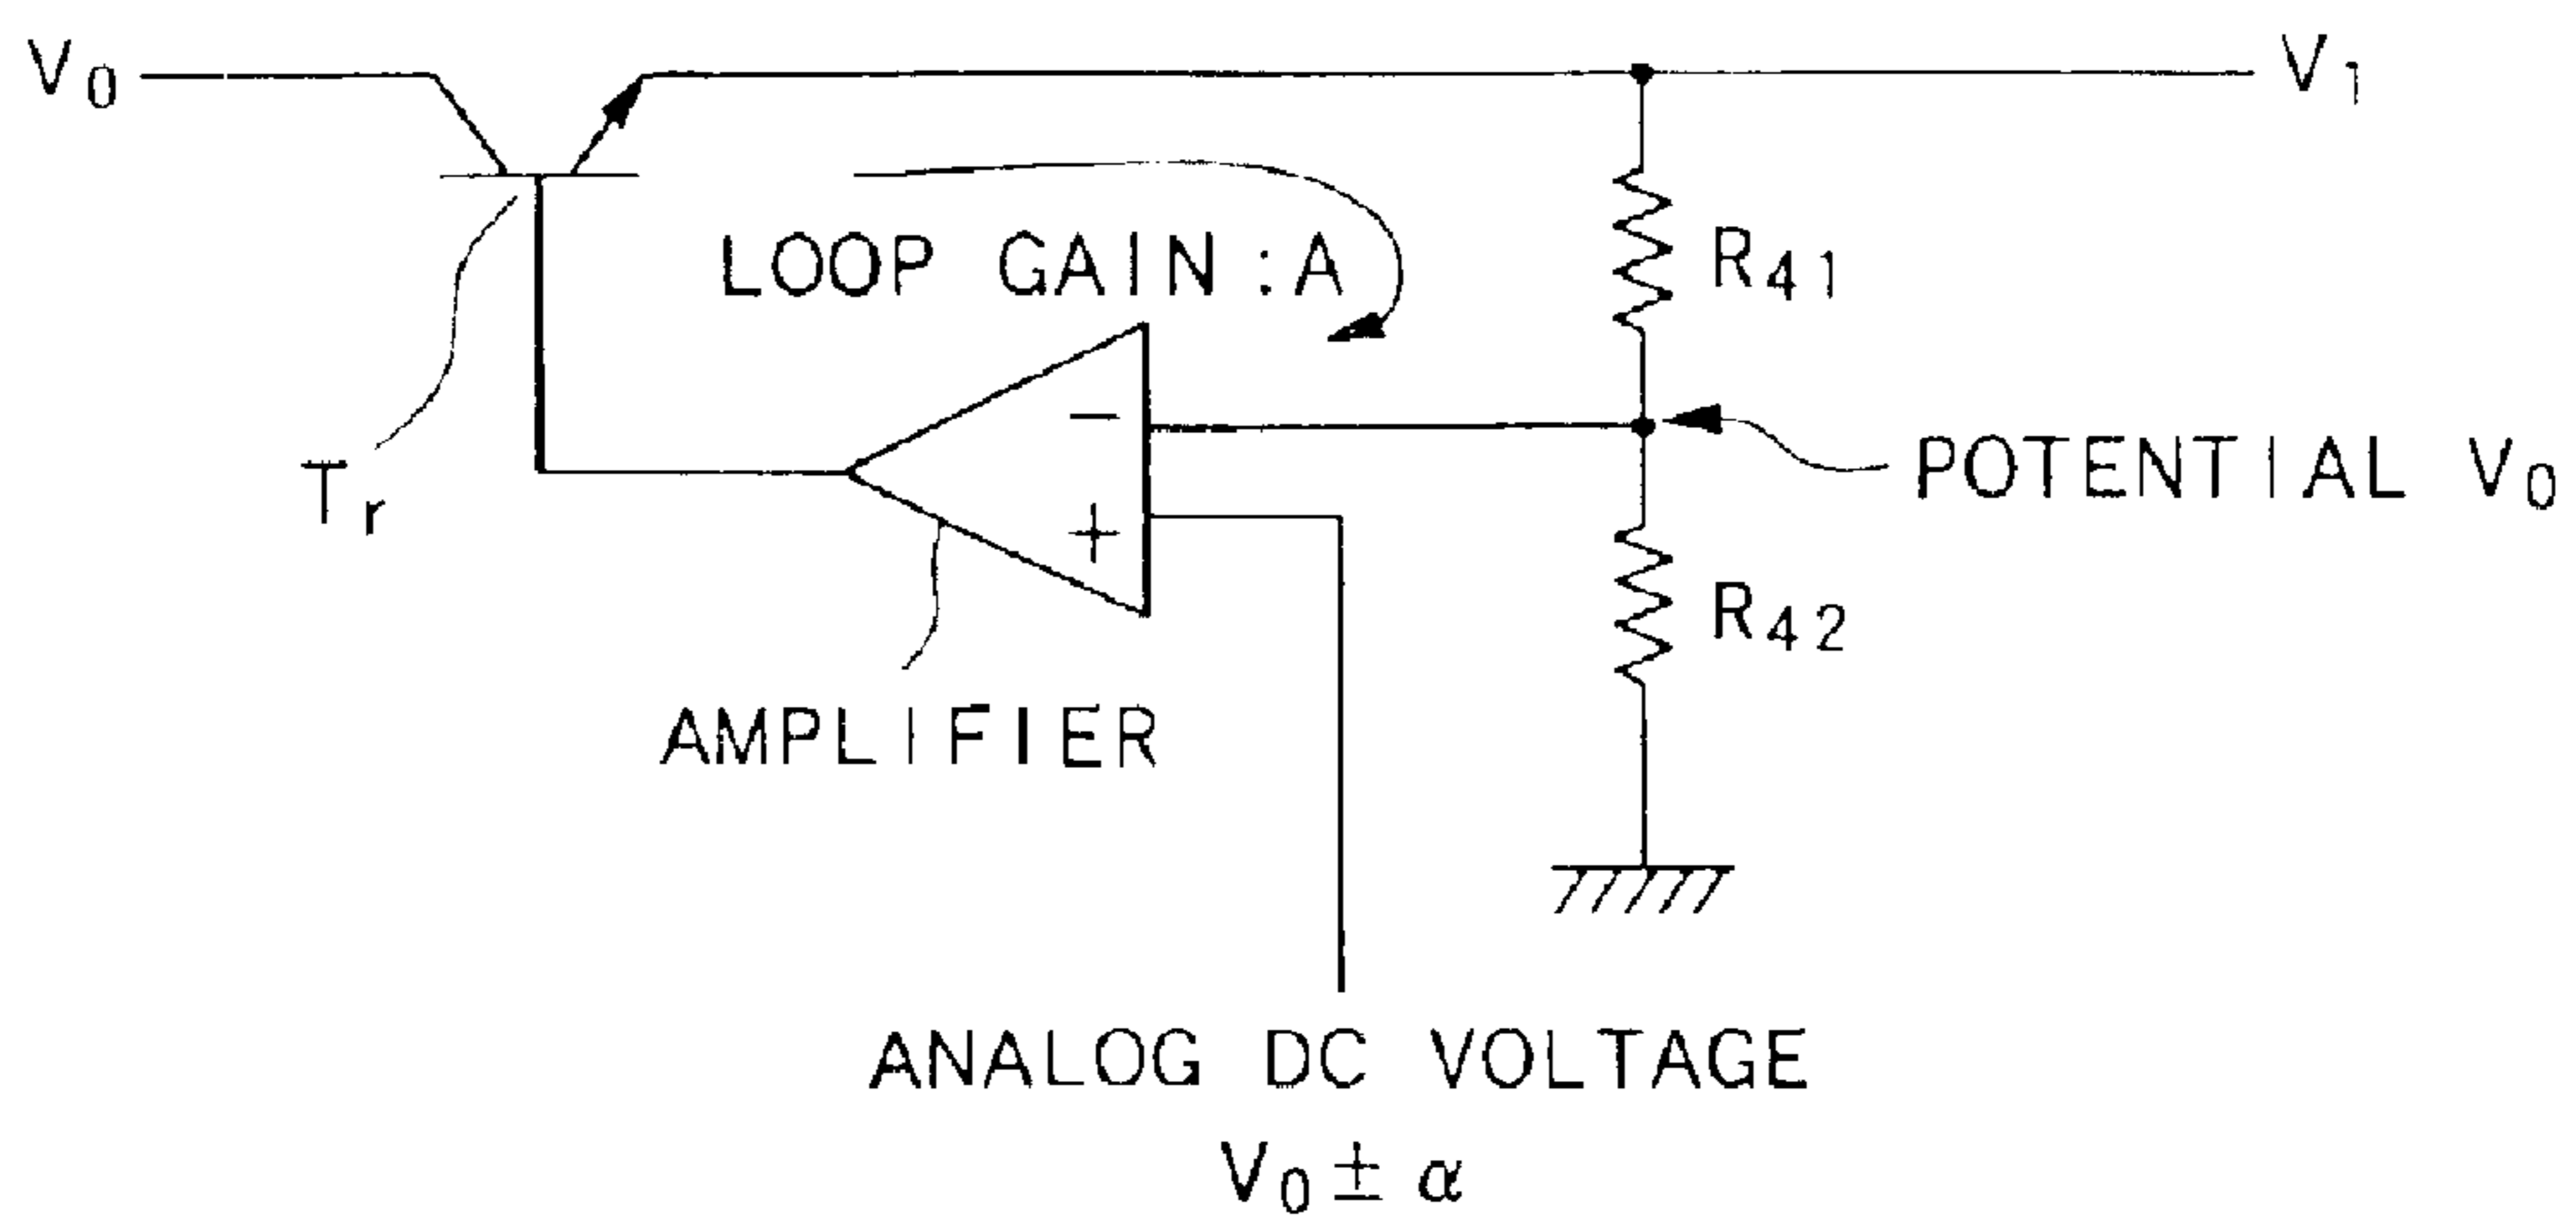 V0 V1
LOOP GAIN :A
R41
- POTENTIAL V0
Tr
+
R42
AMPLIFIER
ANALOG DC VOLTAGE
V0 ± α